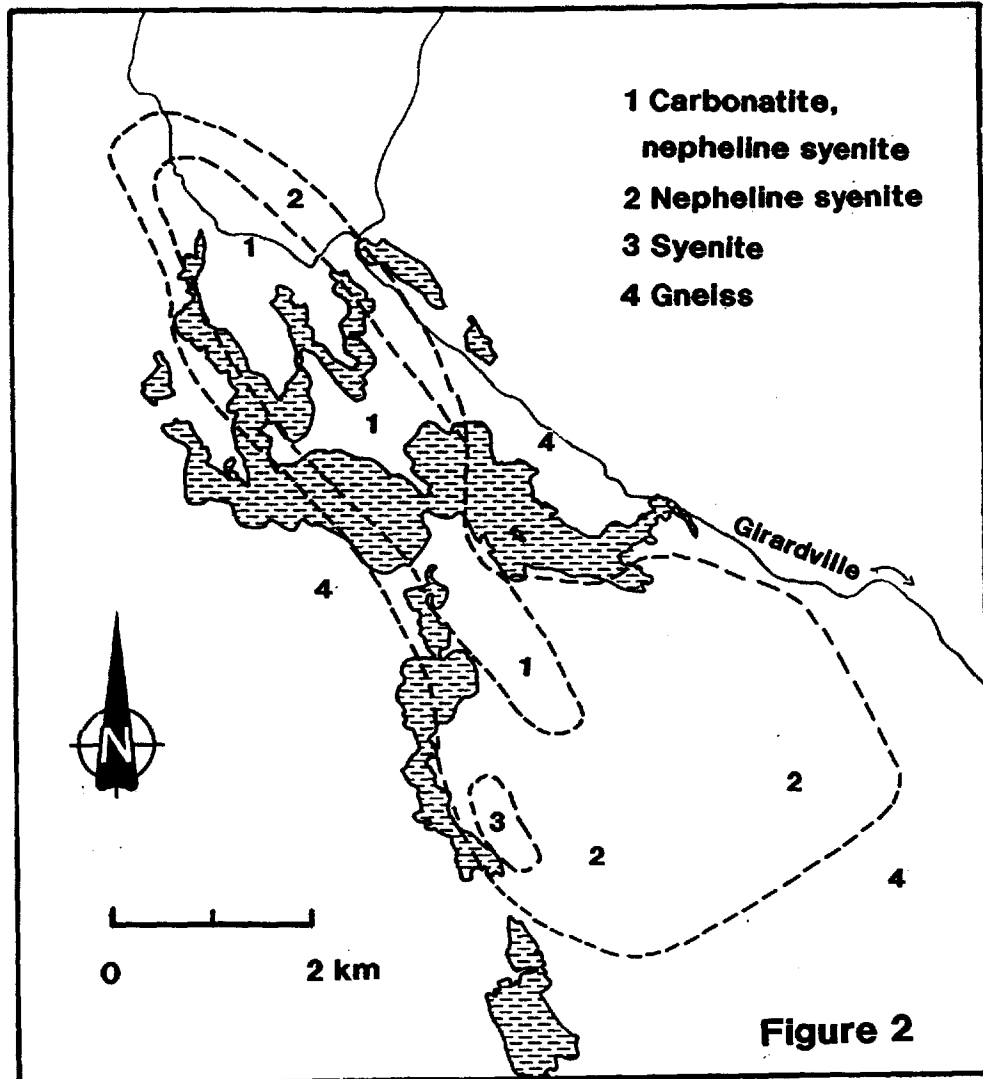 1 Carbonatite,
nepheline syenite
2 Nepheline syenite
3 Syenite
4 Gneiss
2
1
1
4
Girardville
4
1
2
3
2
4
N
0 2 km
Figure 2